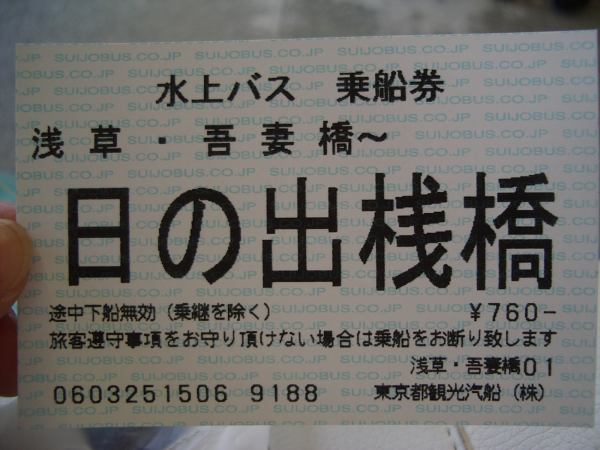 水上バス 乗船券
浅草・吾妻橋~
日の出桟橋
途中下船無効(乗継を除く) ¥760-
旅客遵守事項をお守り頂けない場合は乗船をお断り致します
浅草・吾妻橋01
0603251506 9188 東京都観光汽船(株)
SUIJOBUS.CO.JP